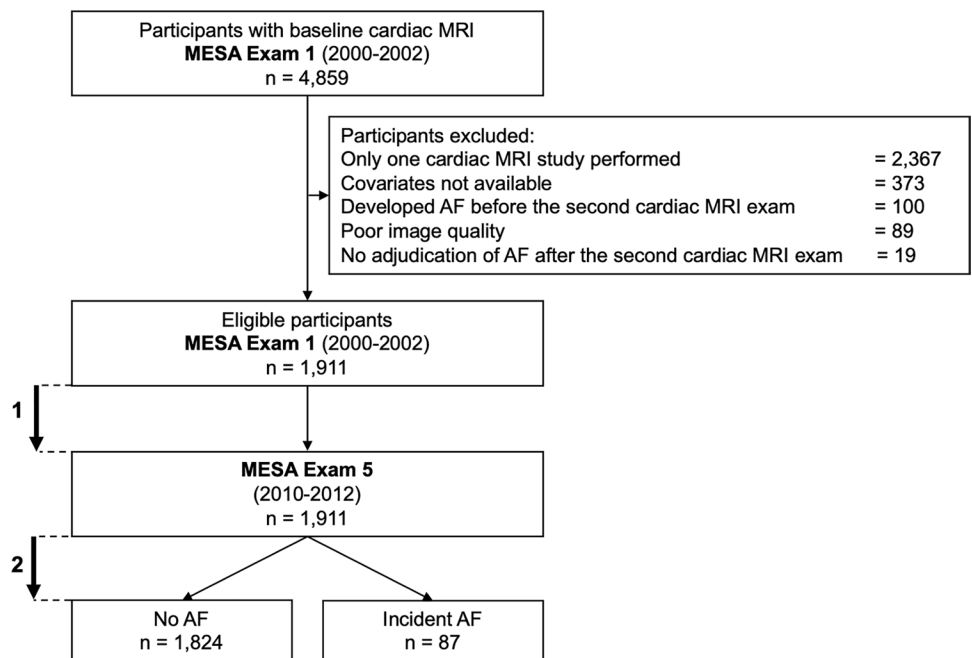 Participants with baseline cardiac MRI
MESA Exam 1 (2000-2002)
n = 4,859
Participants excluded:
Only one cardiac MRI study performed = 2,367
Covariates not available = 373
Developed AF before the second cardiac MRI exam = 100
Poor image quality = 89
No adjudication of AF after the second cardiac MRI exam = 19
Eligible participants
MESA Exam 1 (2000-2002)
n = 1,911
1
MESA Exam 5
(2010-2012)
n = 1,911
2
No AF
n = 1,824
Incident AF
n = 87